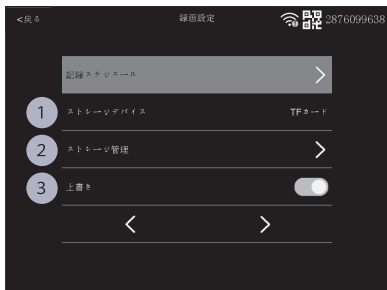 <戻る 録画設定 2876099638
記録スケジュール
1 ストレージデバイス TFカード
2 ストレージ管理
3 上書き